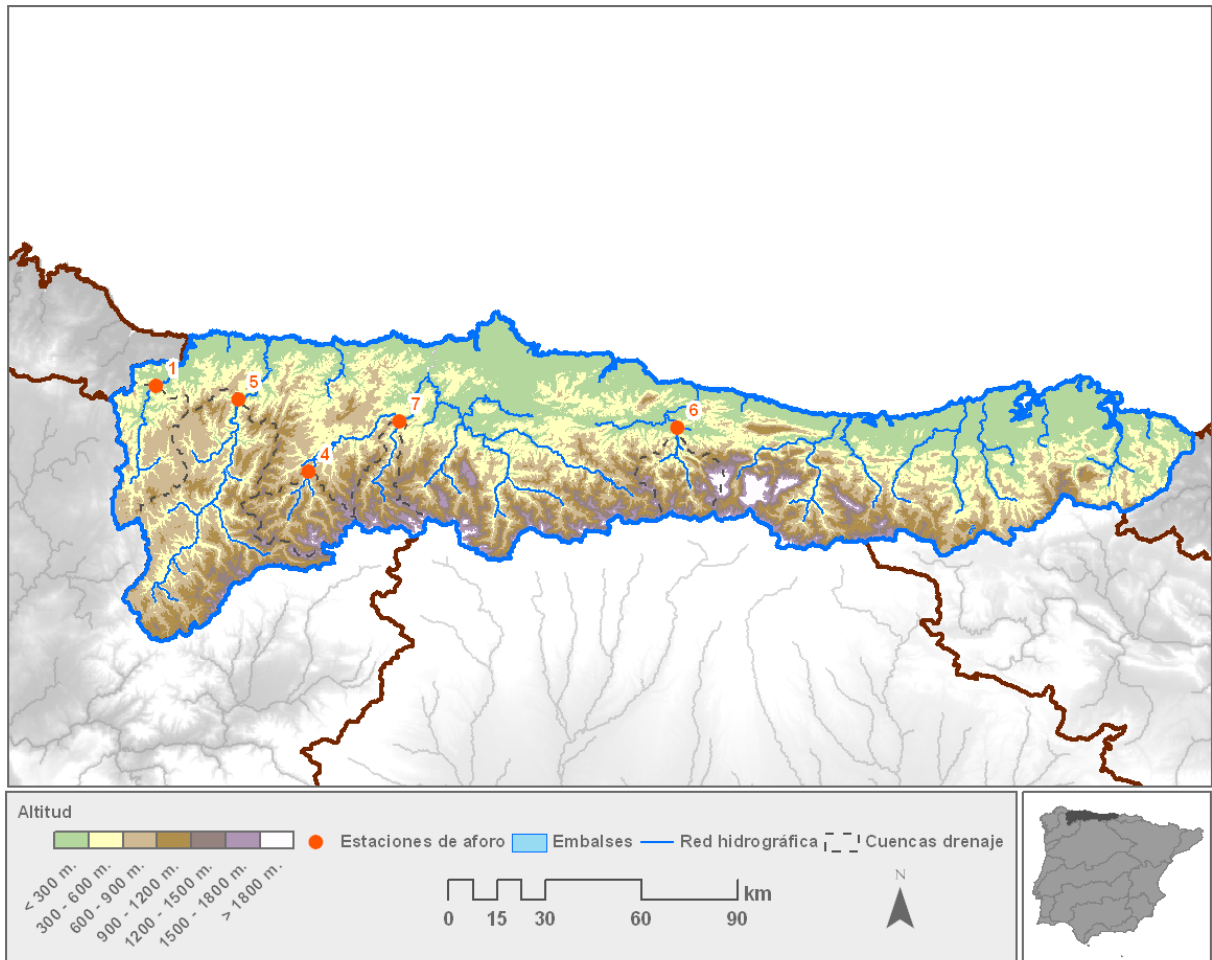 1
5
7
6
4
Altitud
< 300 m.
300 - 600 m.
600 - 900 m.
900 - 1200 m.
1200 - 1500 m.
1500 - 1800 m.
> 1800 m.
Estaciones de aforo
Embalses
Red hidrográfica
Cuencas drenaje
km
0 15 30 60 90
N